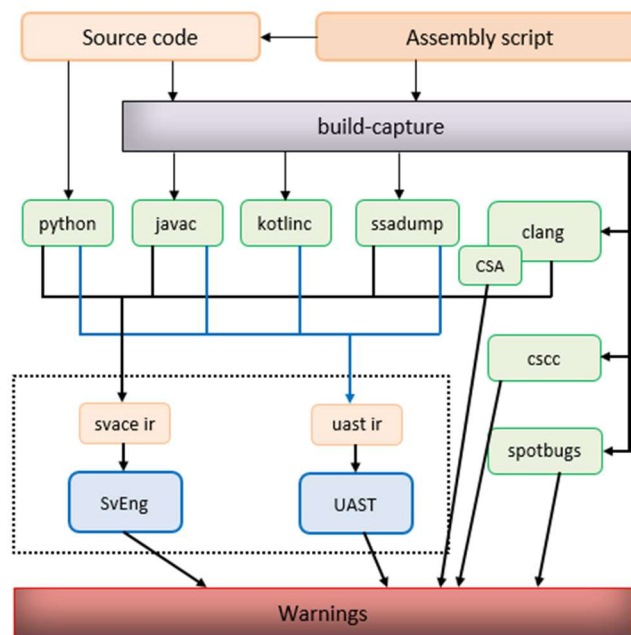 Source code
Assembly script
build-capture
python
javac
kotlinc
ssadump
clang
CSA
cscc
svace ir
uast ir
spotbugs
SvEng
UAST
Warnings